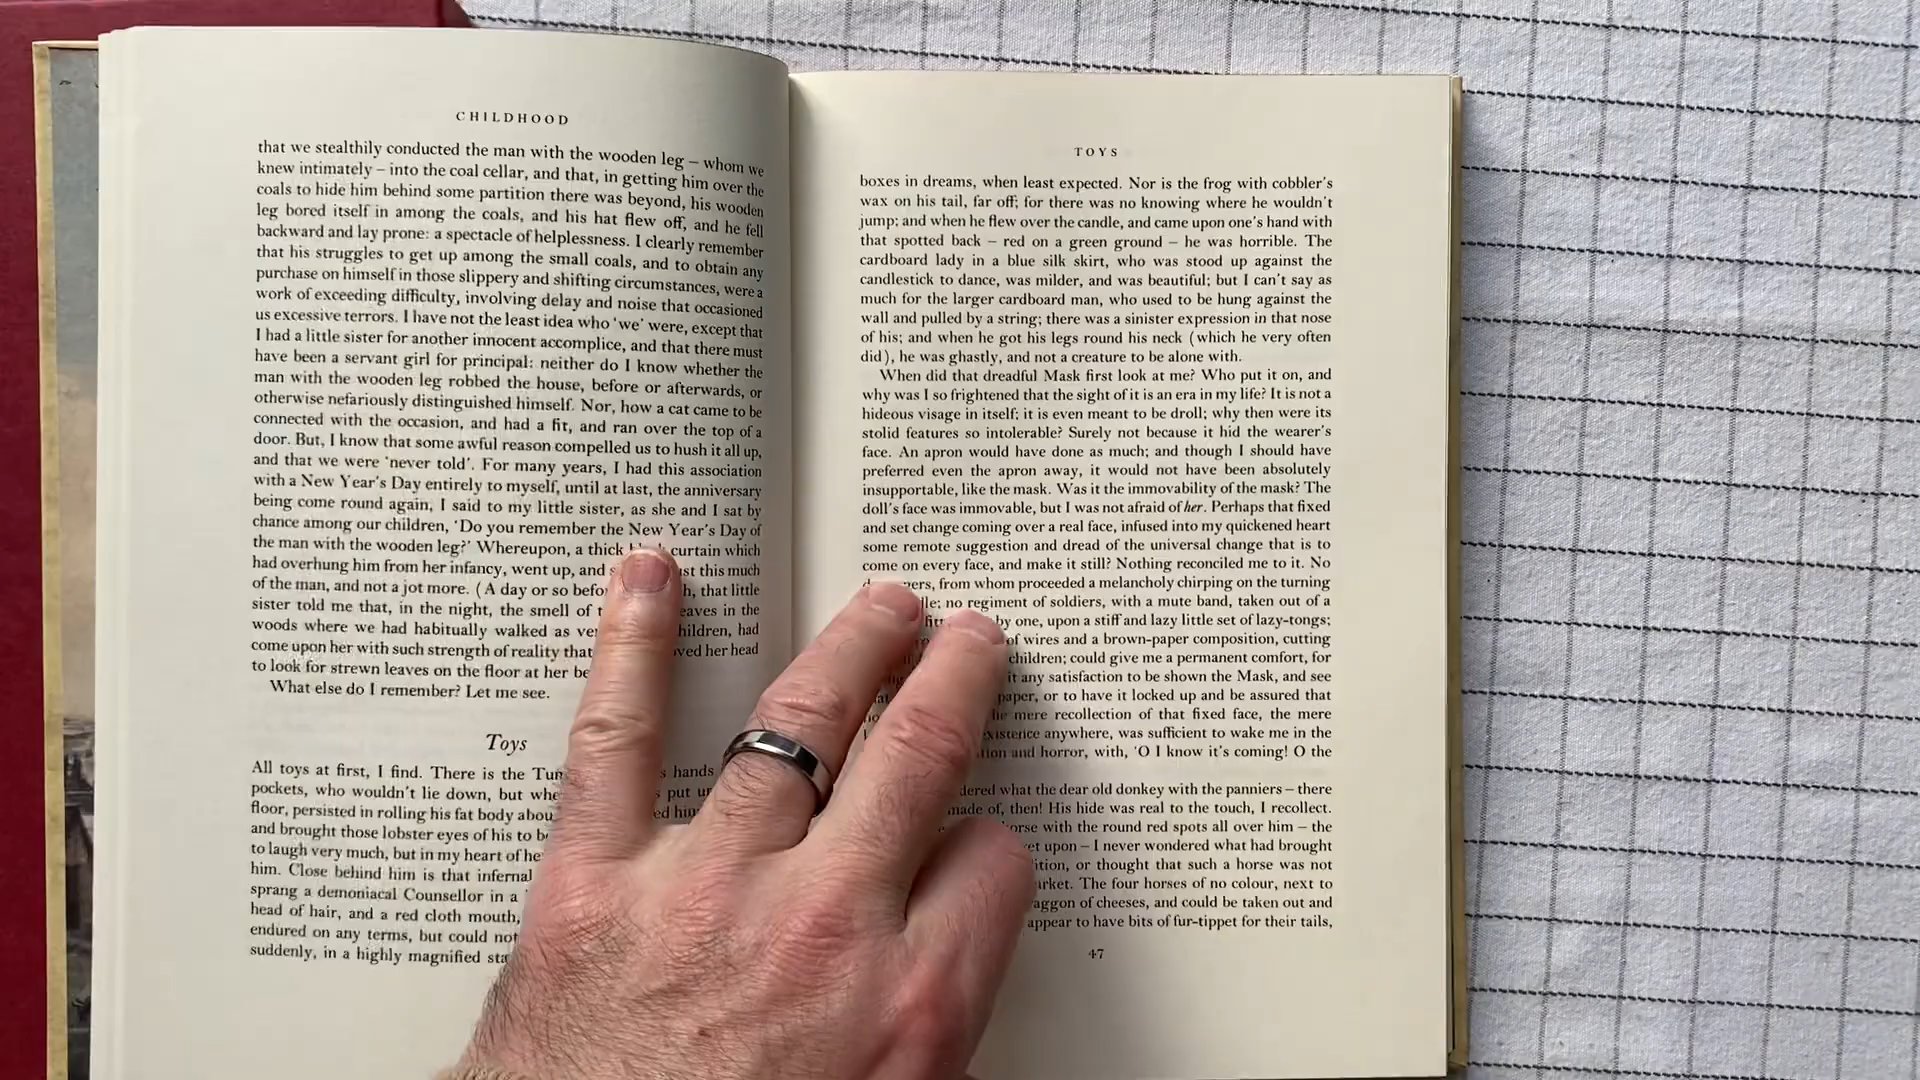 CHILDHOOD
that we stealthily conducted the man with the wooden leg – whom we
knew intimately – into the coal cellar, and that, in getting him over the
coals to hide him behind some partition there was beyond, his wooden
leg bored itself in among the coals, and his hat flew off, and he fell
backward and lay prone: a spectacle of helplessness. I clearly remember
that his struggles to get up among the small coals, and to obtain any
purchase on himself in those slippery and shifting circumstances, were a
work of exceeding difficulty, involving delay and noise that occasioned
us excessive terrors. I have not the least idea who ‘we’ were, except that
I had a little sister for another innocent accomplice, and that there must
have been a servant girl for principal: neither do I know whether the
man with the wooden leg robbed the house, before or afterwards, or
otherwise nefariously distinguished himself. Nor, how a cat came to be
connected with the occasion, and had a fit, and ran over the top of a
door. But, I know that some awful reason compelled us to hush it all up,
and that we were ‘never told’. For many years, I had this association
with a New Year’s Day entirely to myself, until at last, the anniversary
being come round again, I said to my little sister, as she and I sat by
chance among our children, ‘Do you remember the New Year’s Day of
the man with the wooden leg?’ Whereupon, a thick curtain which
had overhung him from her infancy, went up, and this much
of the man, and not a jot more. (A day or so that little
sister told me that, in the night, the smell of in the
woods where we had habitually walked as had
come upon her with such strength of reality that her head
to look for strewn leaves on the floor at her
What else do I remember? Let me see.
Toys
All toys at first, I find. There is the hands
pockets, who wouldn’t lie down, but put
floor, persisted in rolling his fat body
and brought those lobster eyes of his to
to laugh very much, but in my heart of
him. Close behind him is that infernal
sprang a demoniacal Counsellor in a
head of hair, and a red cloth mouth,
endured on any terms, but could not
suddenly, in a highly magnified
TOYS
boxes in dreams, when least expected. Nor is the frog with cobbler’s
wax on his tail, far off; for there was no knowing where he wouldn’t
jump; and when he flew over the candle, and came upon one’s hand with
that spotted back – red on a green ground – he was horrible. The
cardboard lady in a blue silk skirt, who was stood up against the
candlestick to dance, was milder, and was beautiful; but I can’t say as
much for the larger cardboard man, who used to be hung against the
wall and pulled by a string; there was a sinister expression in that nose
of his; and when he got his legs round his neck (which he very often
did), he was ghastly, and not a creature to be alone with.
When did that dreadful Mask first look at me? Who put it on, and
why was I so frightened that the sight of it is an era in my life? It is not a
hideous visage in itself; it is even meant to be droll; why then were its
stolid features so intolerable? Surely not because it hid the wearer’s
face. An apron would have done as much; and though I should have
preferred even the apron away, it would not have been absolutely
insupportable, like the mask. Was it the immovability of the mask? The
doll’s face was immovable, but I was not afraid of her. Perhaps that fixed
and set change coming over a real face, infused into my quickened heart
some remote suggestion and dread of the universal change that is to
come on every face, and make it still? Nothing reconciled me to it. No
from whom proceeded a melancholy chirping on the turning
no regiment of soldiers, with a mute band, taken out of a
by one, upon a stiff and lazy little set of lazy-tongs;
of wires and a brown-paper composition, cutting
children; could give me a permanent comfort, for
it any satisfaction to be shown the Mask, and see
paper, or to have it locked up and be assured that
mere recollection of that fixed face, the mere
existence anywhere, was sufficient to wake me in the
and horror, with, ‘O I know it’s coming! O the
what the dear old donkey with the panniers – there
made of, then! His hide was real to the touch, I recollect.
horse with the round red spots all over him – the
upon – I never wondered what had brought
or thought that such a horse was not
The four horses of no colour, next to
of cheeses, and could be taken out and
appear to have bits of fur-tippet for their tails,
47